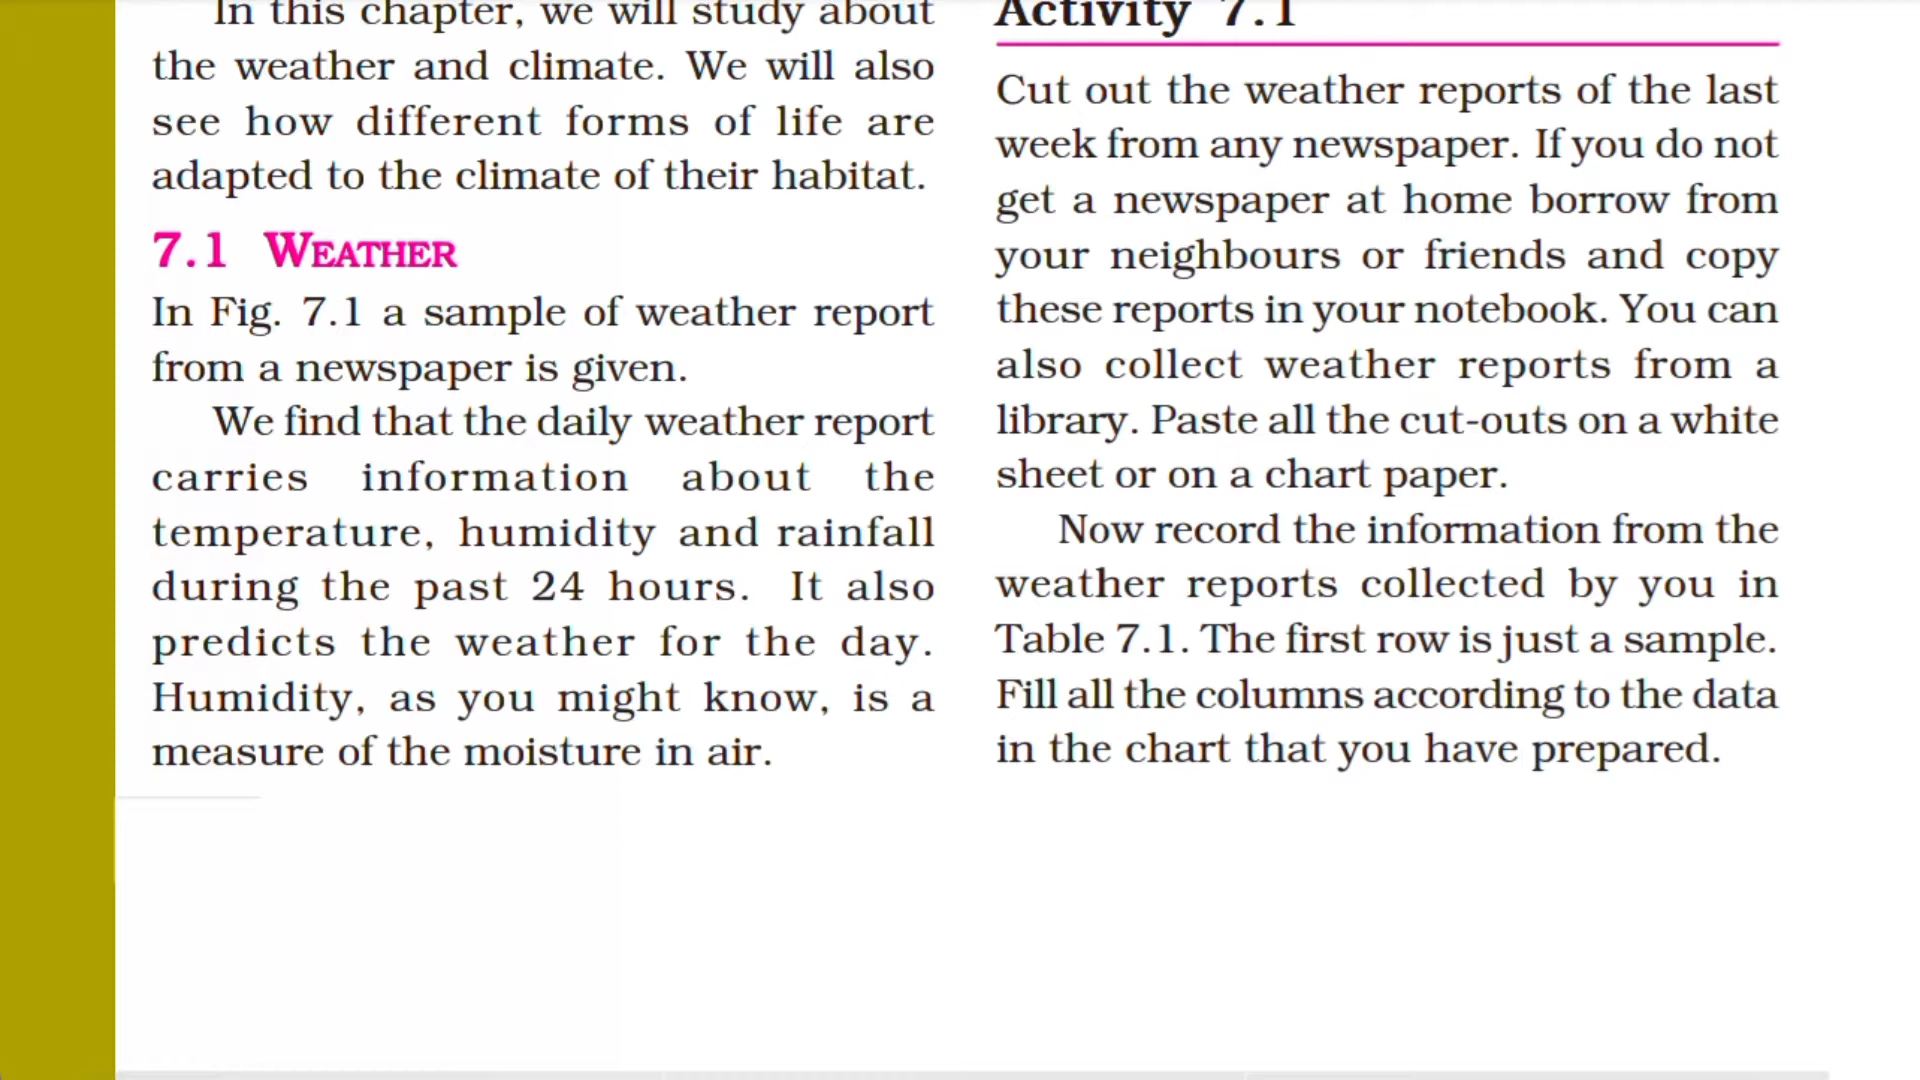 In this chapter, we will study about
the weather and climate. We will also
see how different forms of life are
adapted to the climate of their habitat.
7.1 WEATHER
In Fig. 7.1 a sample of weather report
from a newspaper is given.
We find that the daily weather report
carries information about the
temperature, humidity and rainfall
during the past 24 hours. It also
predicts the weather for the day.
Humidity, as you might know, is a
measure of the moisture in air.
Activity 7.1
Cut out the weather reports of the last
week from any newspaper. If you do not
get a newspaper at home borrow from
your neighbours or friends and copy
these reports in your notebook. You can
also collect weather reports from a
library. Paste all the cut-outs on a white
sheet or on a chart paper.
Now record the information from the
weather reports collected by you in
Table 7.1. The first row is just a sample.
Fill all the columns according to the data
in the chart that you have prepared.